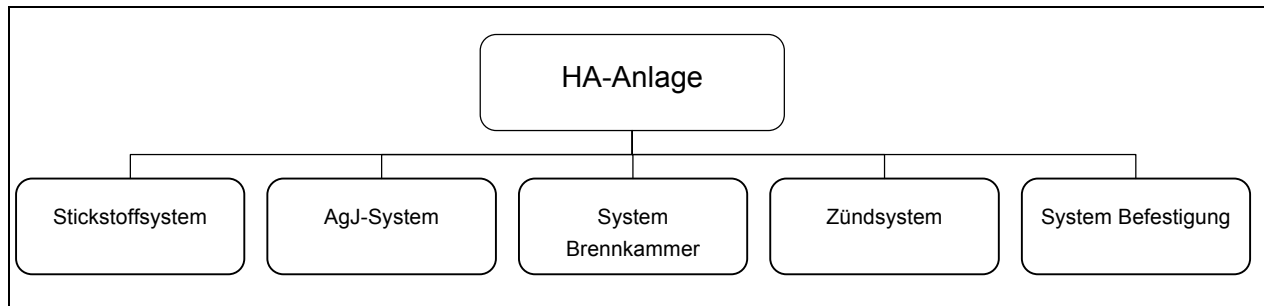 HA-Anlage
Stickstoffsystem
AgJ-System
System
Brennkammer
Zündsystem
System Befestigung